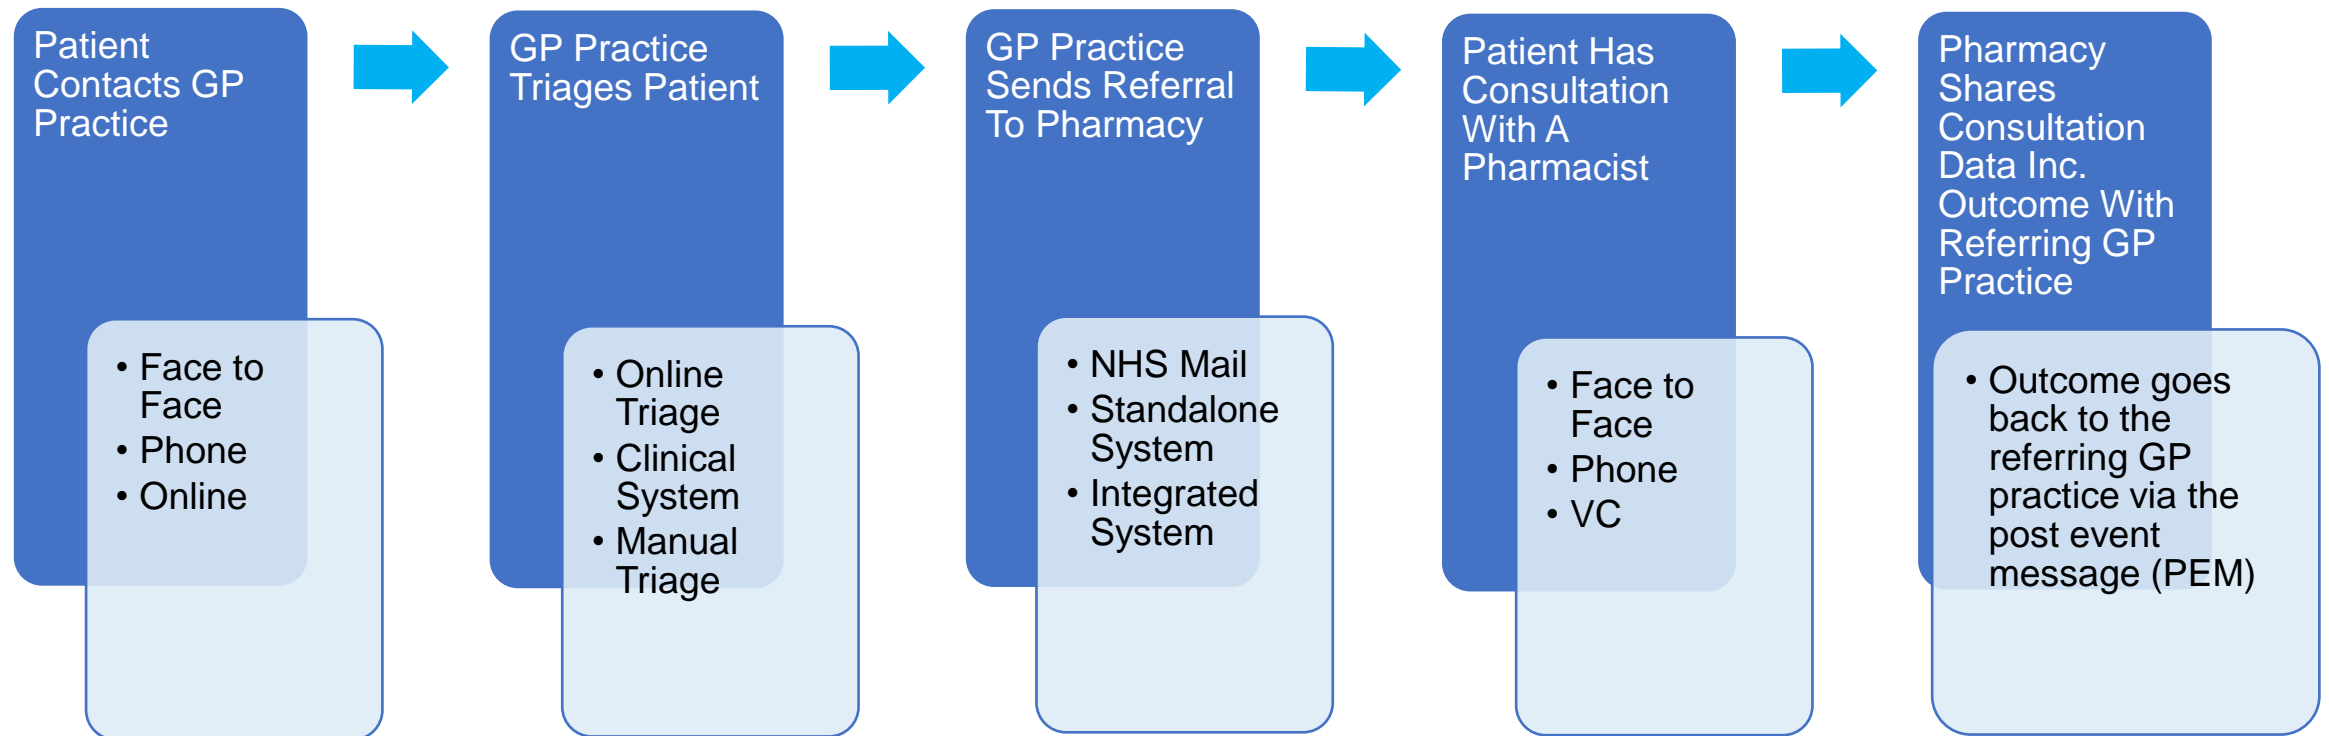 Patient
Contacts GP
Practice
• Face to
Face
• Phone
• Online
GP Practice
Triages Patient
• Online
Triage
• Clinical
System
• Manual
Triage
GP Practice
Sends Referral
To Pharmacy
• NHS Mail
• Standalone
System
• Integrated
System
Patient Has
Consultation
With A
Pharmacist
• Face to
Face
• Phone
• VC
Pharmacy
Shares
Consultation
Data Inc.
Outcome With
Referring GP
Practice
• Outcome goes
back to the
referring GP
practice via the
post event
message (PEM)